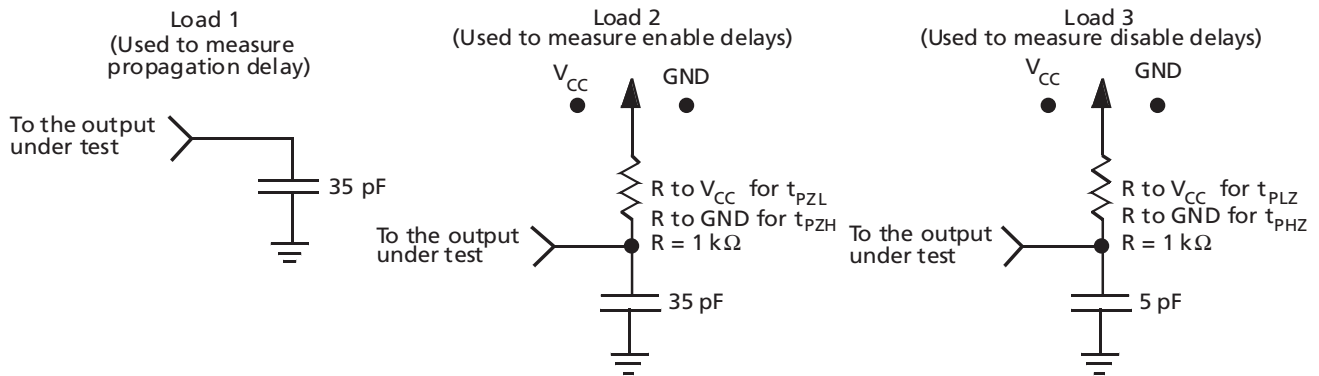 Load 1
(Used to measure
propagation delay)
To the output
under test
35 pF
Load 2
(Used to measure enable delays)
VCC
GND
R to VCC for tPZL
R to GND for tPZH
R = 1 kΩ
To the output
under test
35 pF
Load 3
(Used to measure disable delays)
VCC
GND
R to VCC for tPLZ
R to GND for tPHZ
R = 1 kΩ
To the output
under test
5 pF